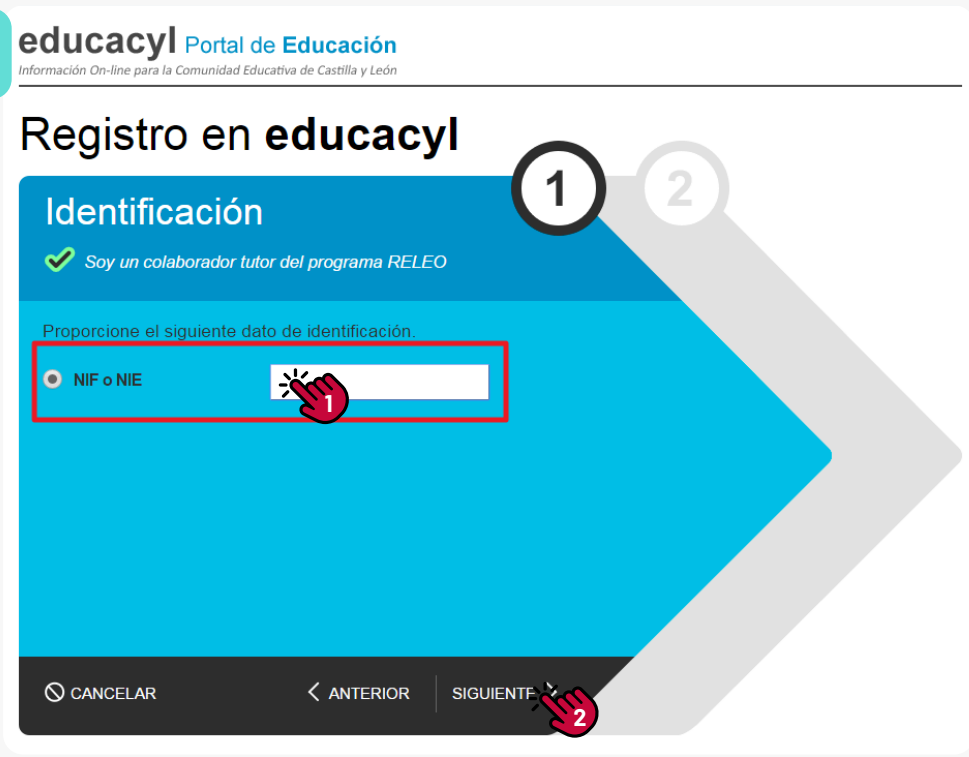 educacyl Portal de Educación
Información On-line para la Comunidad Educativa de Castilla y León
Registro en educacyl
1
2
Identificación
Soy un colaborador tutor del programa RELEO
Proporcione el siguiente dato de identificación.
NIF o NIE
1
CANCELAR
ANTERIOR
SIGUIENTE
2